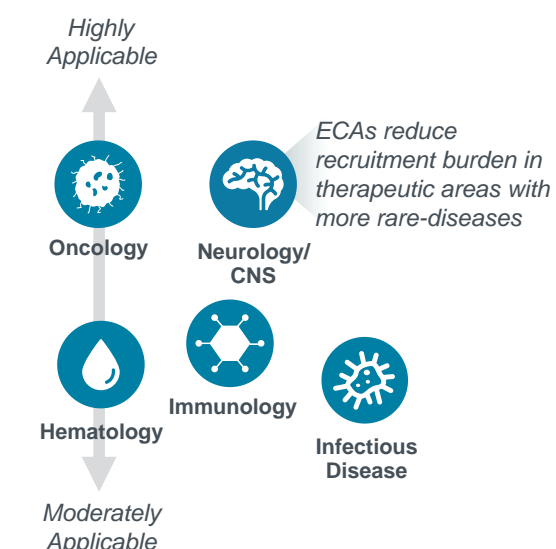 Highly
Applicable
ECAs reduce
recruitment burden in
therapeutic areas with
more rare-diseases
Oncology
Neurology/
CNS
Immunology
Hematology
Infectious
Disease
Moderately
Applicable